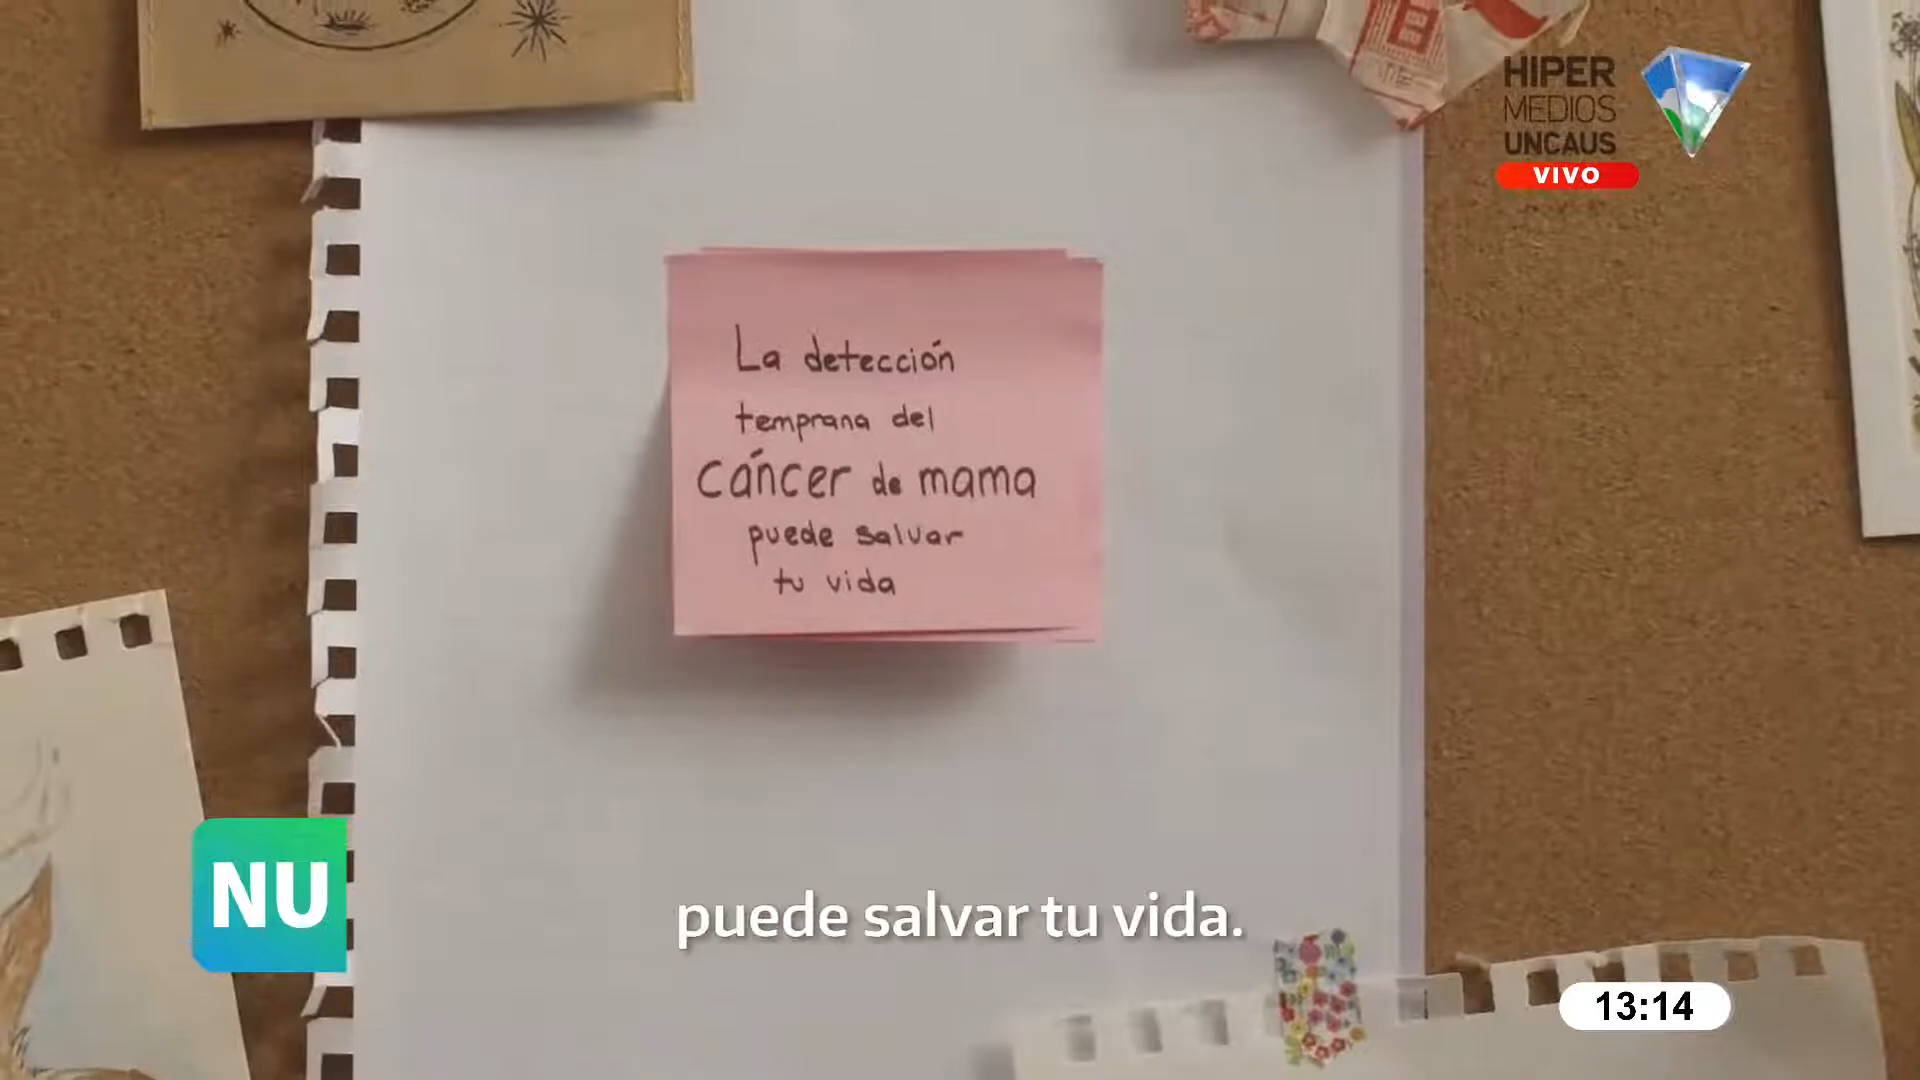 HIPER
MEDIOS
UNCAUS
VIVO
La detección
temprana del
cáncer de mama
puede salvar
tu vida
NU
puede salvar tu vida.
13:14